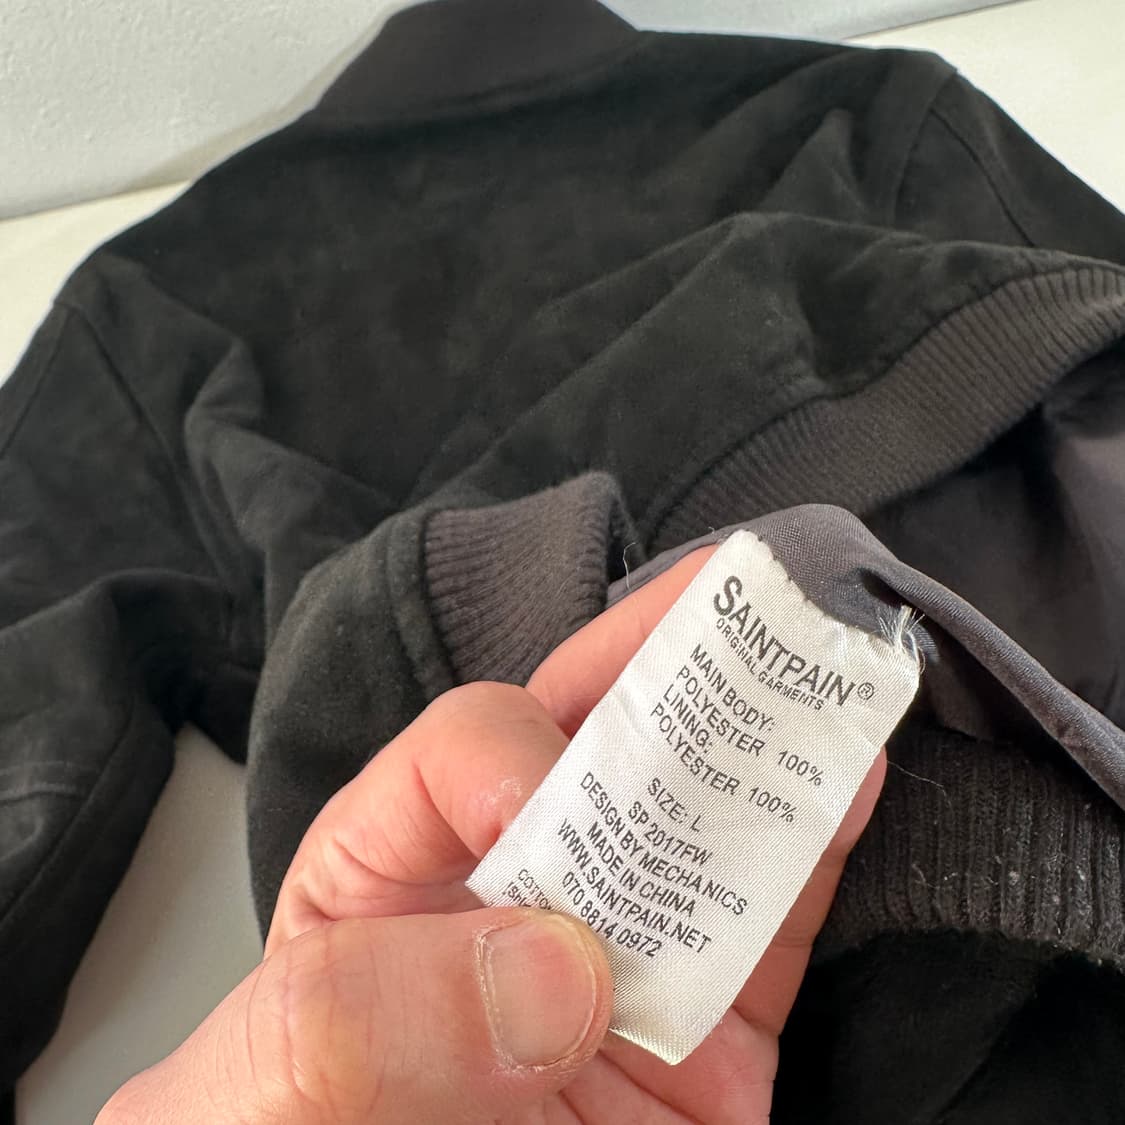 SAINTPAIN®
ORIGINAL GARMENTS
MAIN BODY:
POLYESTER 100%
LINING:
POLYESTER 100%
SIZE: L
SP 2017FW
DESIGN BY MECHANICS
MADE IN CHINA
WWW.SAINTPAIN.NET
070 8814 0972
COTTON